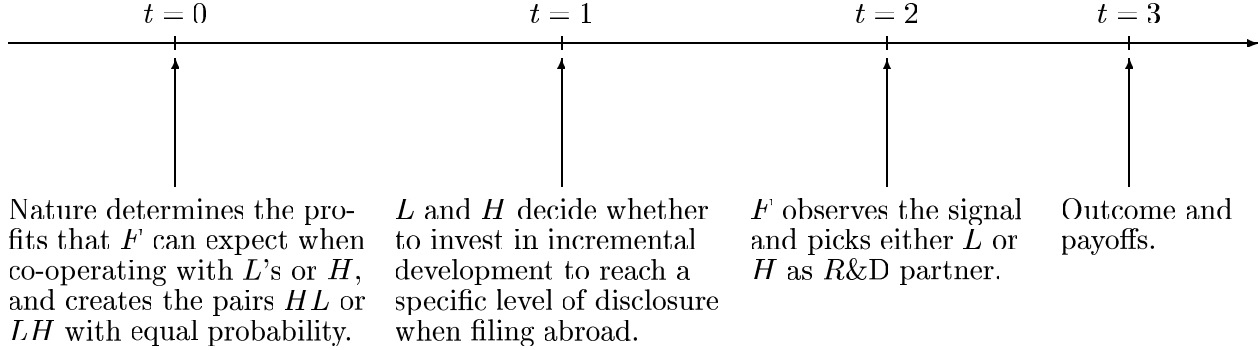 t = 0
t = 1
t = 2
t = 3
Nature determines the pro-
fits that F can expect when
co-operating with L's or H,
and creates the pairs HL or
LH with equal probability.
L and H decide whether
to invest in incremental
development to reach a
specific level of disclosure
when filing abroad.
F observes the signal
and picks either L or
H as R&D partner.
Outcome and
payoffs.